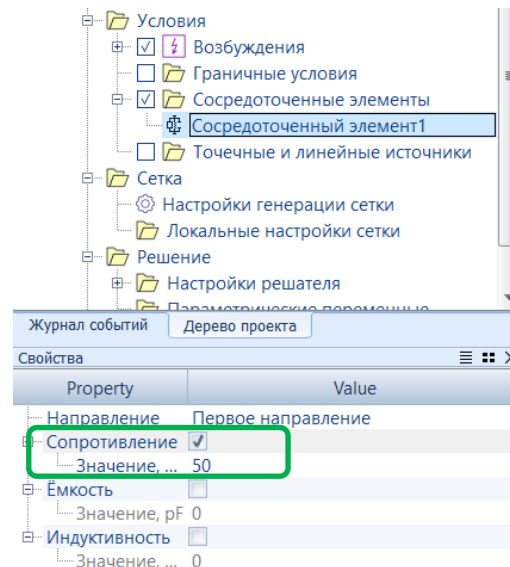 Условия
Возбуждения
Граничные условия
Сосредоточенные элементы
Сосредоточенный элемент1
Точечные и линейные источники
Сетка
Настройки генерации сетки
Локальные настройки сетки
Решение
Настройки решателя
Параметрические переменные
Журнал событий Дерево проекта
Свойства
Property Value
Направление Первое направление
Сопротивление
Значение, ... 50
Ёмкость
Значение, pF 0
Индуктивность
Значение, ... 0